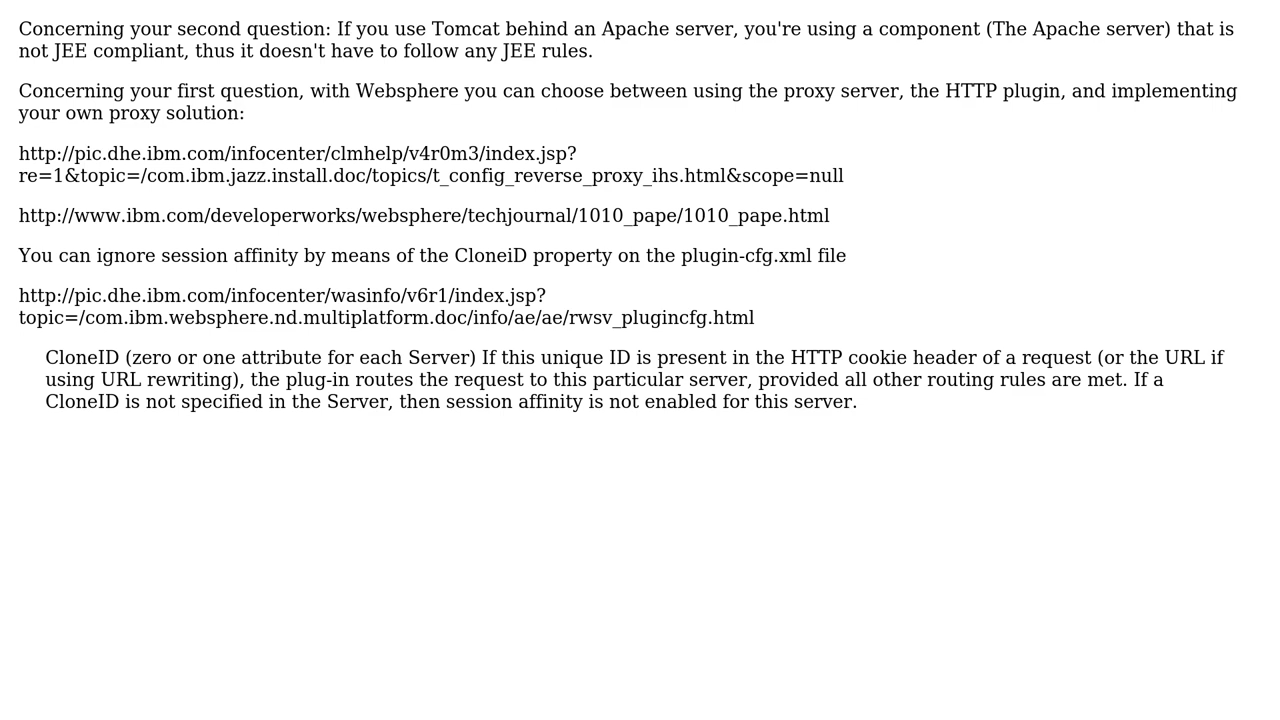 Concerning your second question: If you use Tomcat behind an Apache server, you're using a component (The Apache server) that is
not JEE compliant, thus it doesn't have to follow any JEE rules.
Concerning your first question, with Websphere you can choose between using the proxy server, the HTTP plugin, and implementing
your own proxy solution:
http://pic.dhe.ibm.com/infocenter/clmhelp/v4r0m3/index.jsp?
re=1&topic=/com.ibm.jazz.install.doc/topics/t_config_reverse_proxy_ihs.html&scope=null
http://www.ibm.com/developerworks/websphere/techjournal/1010_pape/1010_pape.html
You can ignore session affinity by means of the CloneiD property on the plugin-cfg.xml file
http://pic.dhe.ibm.com/infocenter/wasinfo/v6r1/index.jsp?
topic=/com.ibm.websphere.nd.multiplatform.doc/info/ae/ae/rwsv_plugincfg.html
CloneID (zero or one attribute for each Server) If this unique ID is present in the HTTP cookie header of a request (or the URL if
using URL rewriting), the plug-in routes the request to this particular server, provided all other routing rules are met. If a
CloneID is not specified in the Server, then session affinity is not enabled for this server.